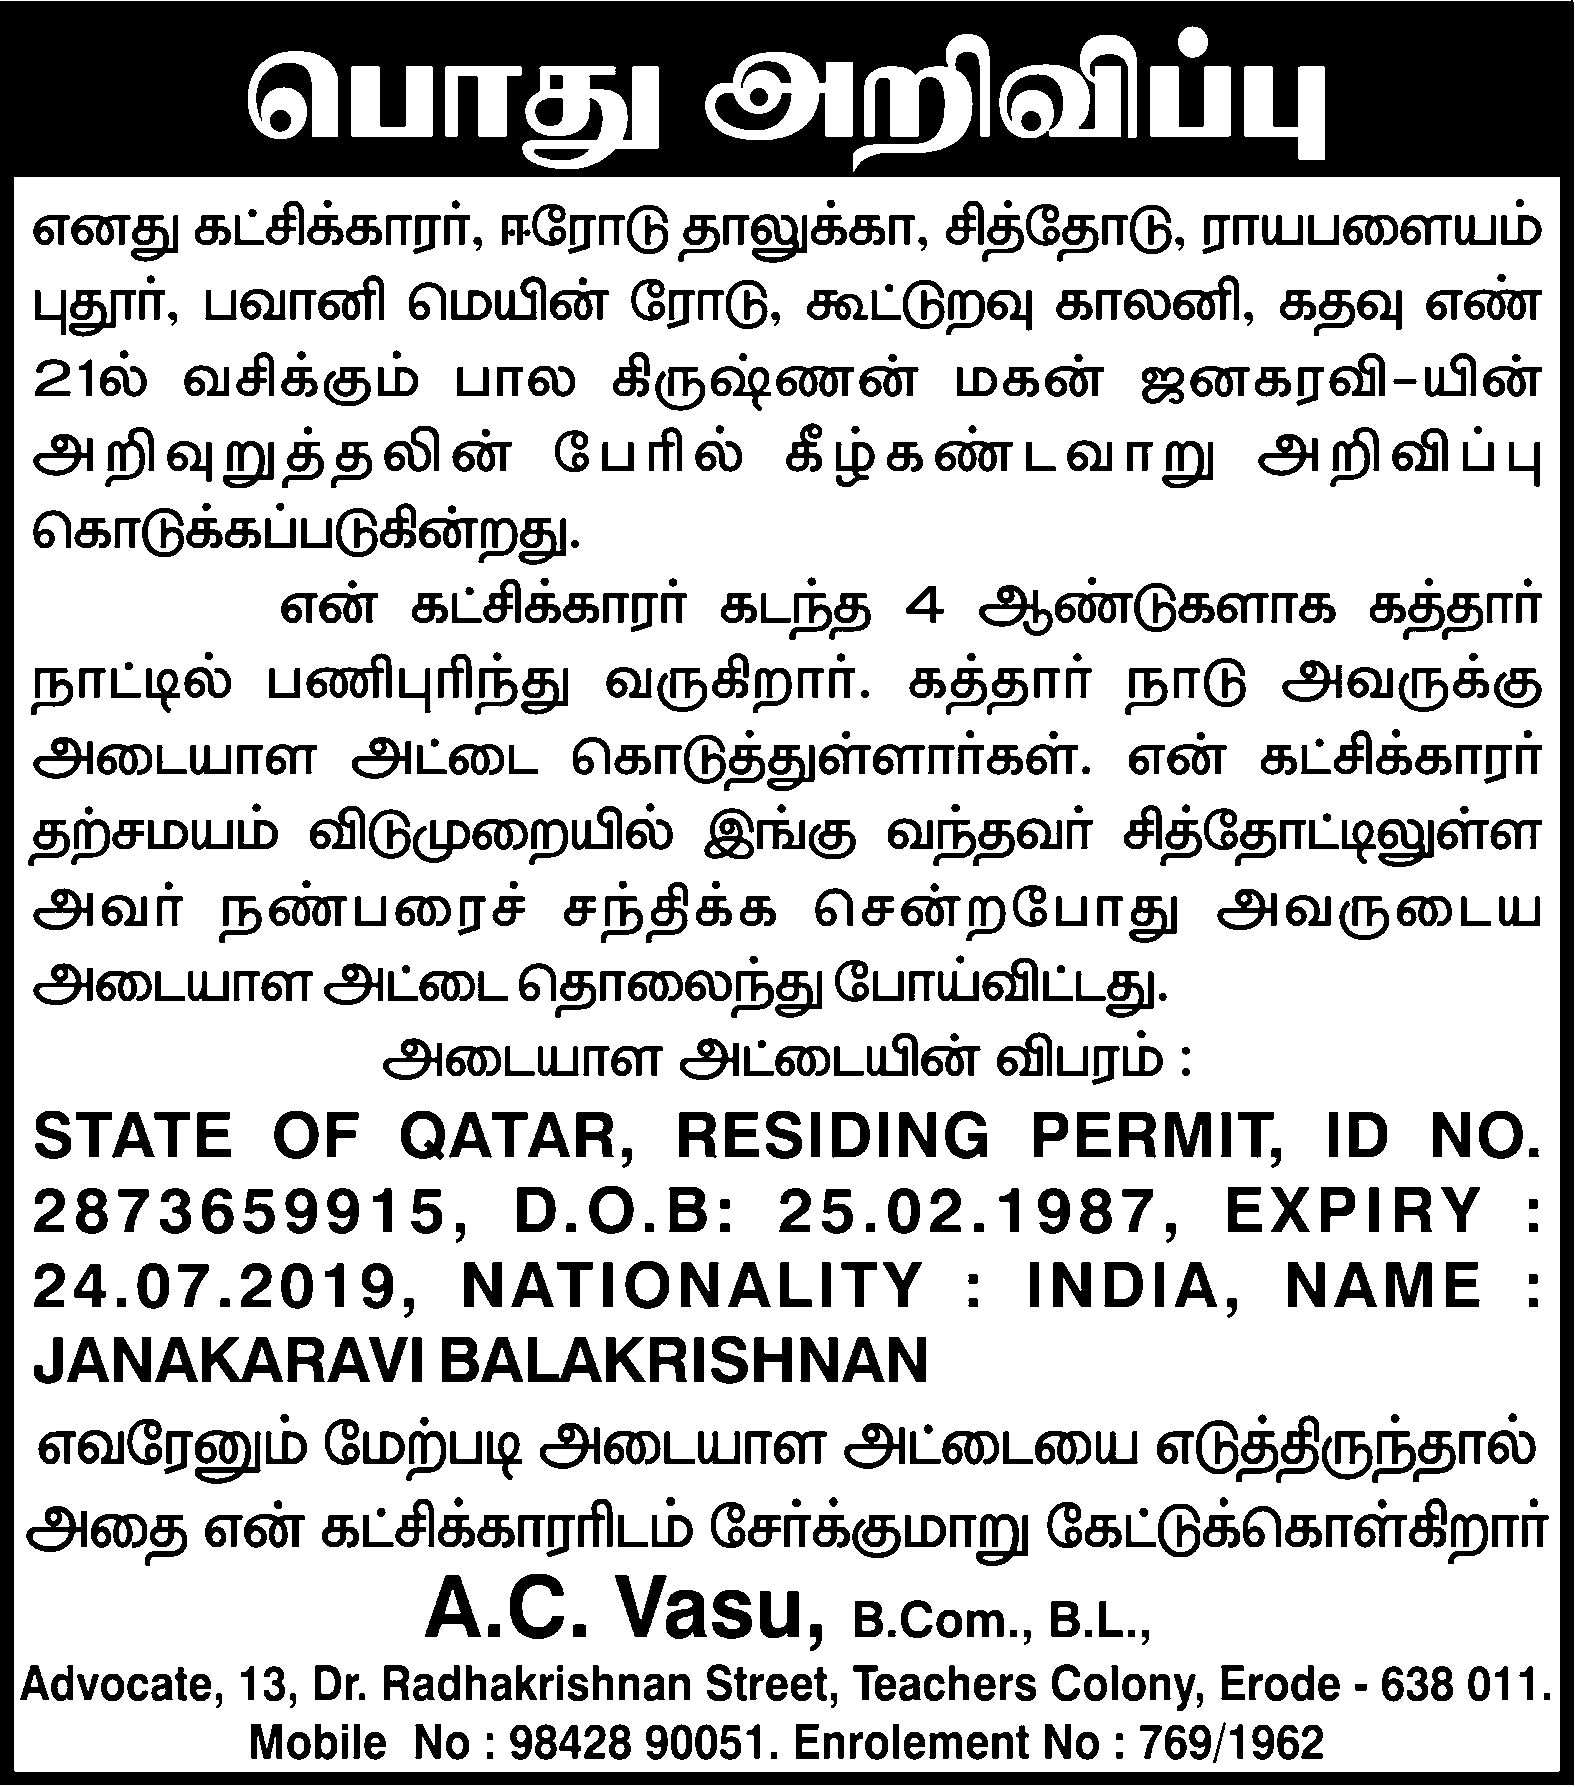 பொது அறிவிப்பு
எனது கட்சிக்காரர், ஈரோடு தாலுக்கா, சித்தோடு, ராயபளையம்
புதூர், பவானி மெயின் ரோடு, கூட்டுறவு காலனி, கதவு எண்
21ல் வசிக்கும் பால கிருஷ்ணன் மகன் ஜனகரவி-யின்
அறிவுறுத்தலின் பேரில் கீழ்கண்டவாறு அறிவிப்பு
கொடுக்கப்படுகின்றது.
என் கட்சிக்காரர் கடந்த 4 ஆண்டுகளாக கத்தார்
நாட்டில் பணிபுரிந்து வருகிறார். கத்தார் நாடு அவருக்கு
அடையாள அட்டை கொடுத்துள்ளார்கள். என் கட்சிக்காரர்
தற்சமயம் விடுமுறையில் இங்கு வந்தவர் சித்தோட்டிலுள்ள
அவர் நண்பரைச் சந்திக்க சென்றபோது அவருடைய
அடையாள அட்டை தொலைந்து போய்விட்டது.
அடையாள அட்டையின் விபரம் :
STATE OF QATAR, RESIDING PERMIT, ID NO.
2873659915, D.O.B: 25.02.1987, EXPIRY :
24.07.2019, NATIONALITY : INDIA, NAME :
JANAKARAVI BALAKRISHNAN
எவரேனும் மேற்படி அடையாள அட்டையை எடுத்திருந்தால்
அதை என் கட்சிக்காரரிடம் சேர்க்குமாறு கேட்டுக்கொள்கிறார்
A.C. Vasu, B.Com., B.L.,
Advocate, 13, Dr. Radhakrishnan Street, Teachers Colony, Erode - 638 011.
Mobile No : 98428 90051. Enrolement No : 769/1962